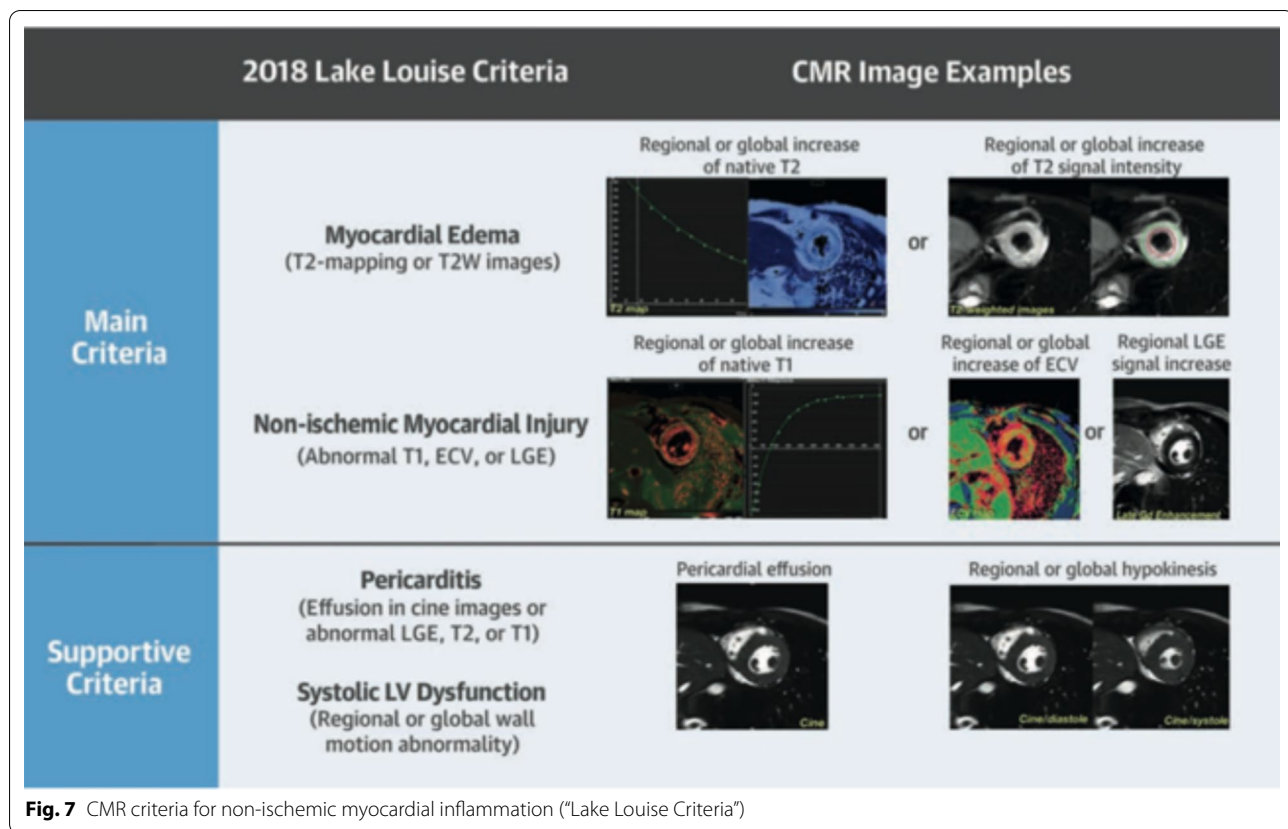 2018 Lake Louise Criteria
CMR Image Examples
Main
Criteria
Myocardial Edema
(T2-mapping or T2W images)
Regional or global increase
of native T2
T2 map
or
Regional or global increase
of T2 signal intensity
T2-weighted images
Non-ischemic Myocardial Injury
(Abnormal T1, ECV, or LGE)
Regional or global increase
of native T1
T1 map
or
Regional or global
increase of ECV
or
Regional LGE
signal increase
Late Gd Enhancement
Supportive
Criteria
Pericarditis
(Effusion in cine images or
abnormal LGE, T2, or T1)
Systolic LV Dysfunction
(Regional or global wall
motion abnormality)
Pericardial effusion
Cine
Regional or global hypokinesis
Cine/diastole
Cine/systole
Fig. 7 CMR criteria for non-ischemic myocardial inflammation (“Lake Louise Criteria”)